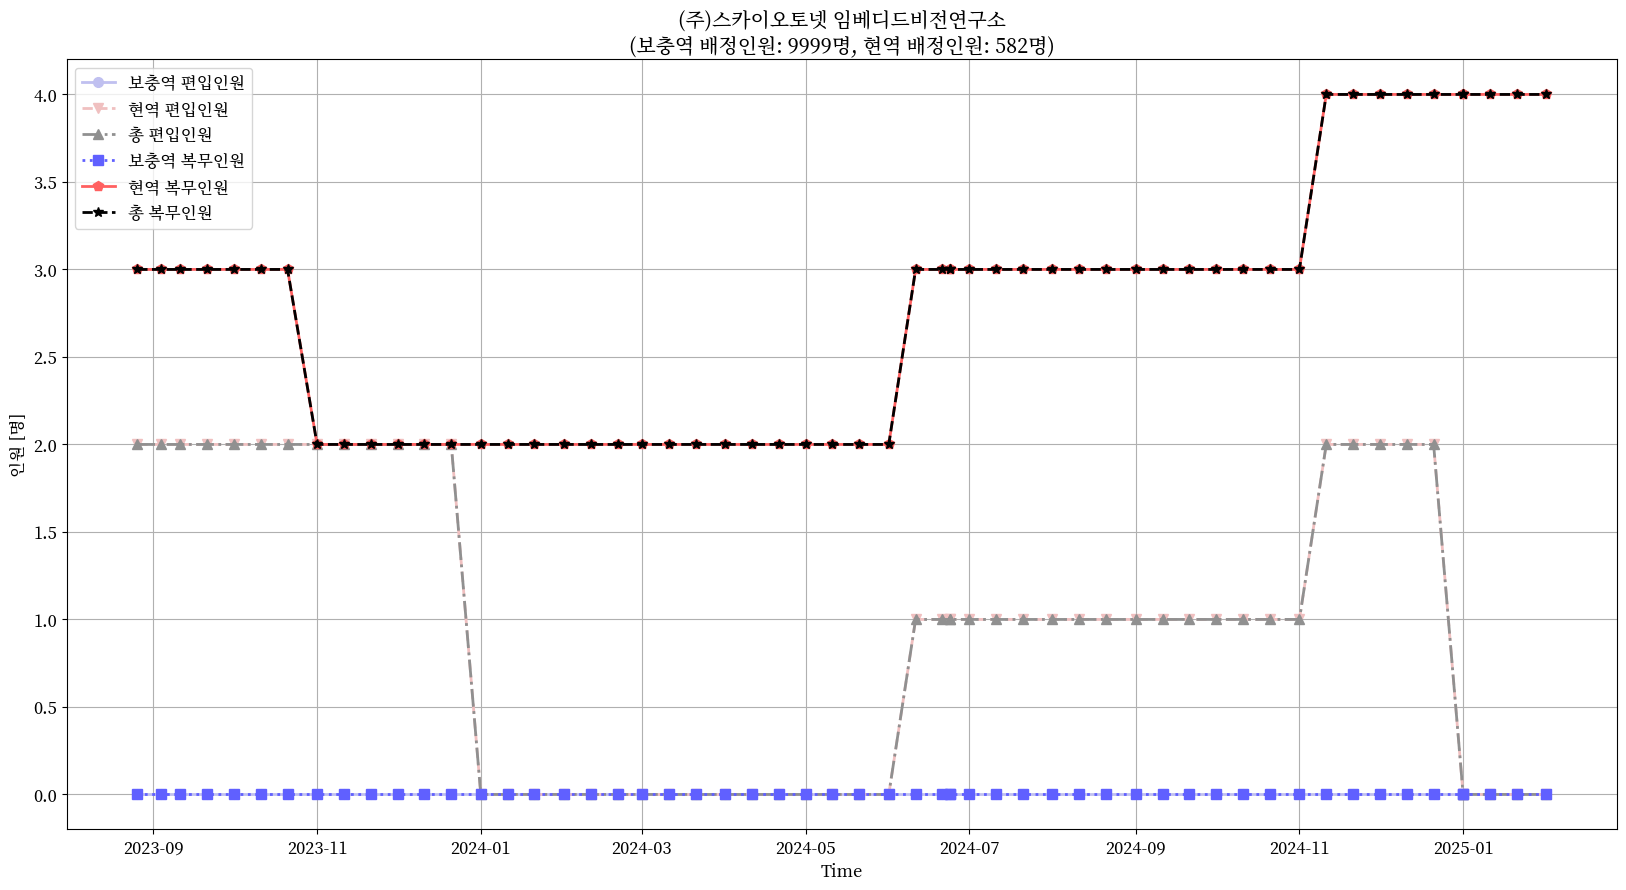 (주)스카이오토넷 임베디드비전연구소
(보충역 배정인원: 9999명, 현역 배정인원: 582명)
보충역 편입인원
현역 편입인원
총 편입인원
보충역 복무인원
현역 복무인원
총 복무인원
4.0
3.5
3.0
2.5
2.0
1.5
1.0
0.5
0.0
인원 [명]
2023-09 2023-11 2024-01 2024-03 2024-05 2024-07 2024-09 2024-11 2025-01
Time